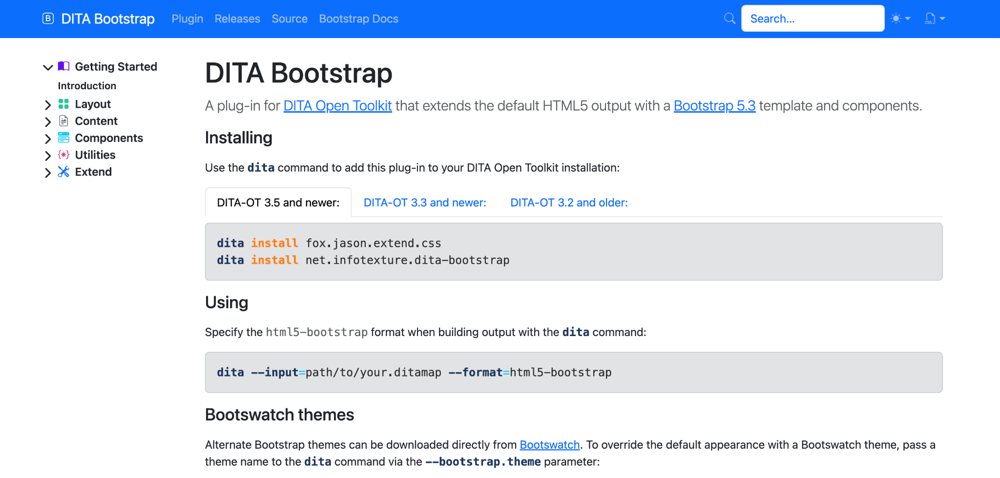 DITA Bootstrap Plugin Releases Source Bootstrap Docs Search...
Getting Started
Introduction
Layout
Content
Components
Utilities
Extend
DITA Bootstrap
A plug-in for DITA Open Toolkit that extends the default HTML5 output with a Bootstrap 5.3 template and components.
Installing
Use the dita command to add this plug-in to your DITA Open Toolkit installation:
DITA-OT 3.5 and newer: DITA-OT 3.3 and newer: DITA-OT 3.2 and older:
dita install fox.jason.extend.css
dita install net.infotexture.dita-bootstrap
Using
Specify the html5-bootstrap format when building output with the dita command:
dita --input=path/to/your.ditamap --format=html5-bootstrap
Bootswatch themes
Alternate Bootstrap themes can be downloaded directly from Bootswatch. To override the default appearance with a Bootswatch theme, pass a
theme name to the dita command via the --bootstrap.theme parameter: